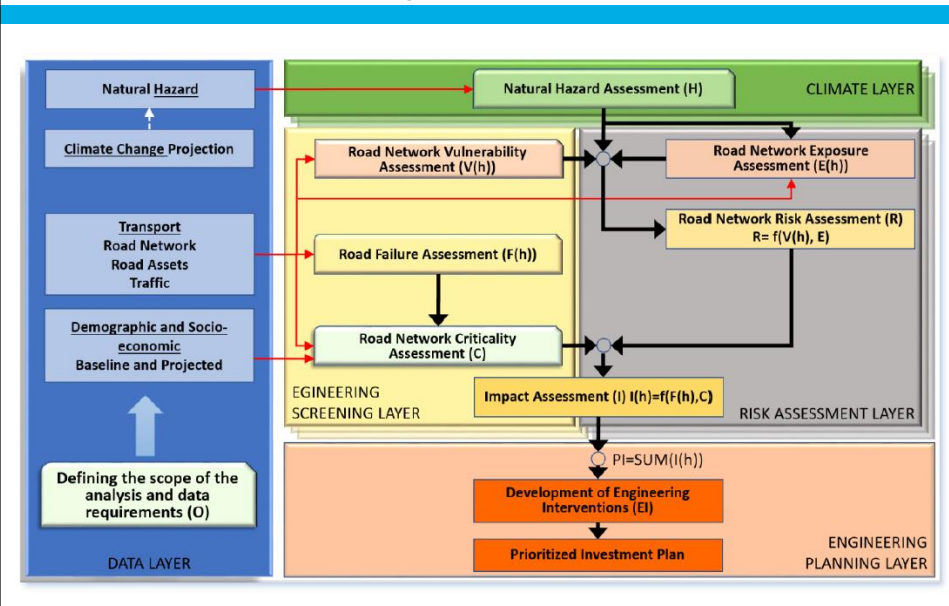 Natural Hazard
Climate Change Projection
Transport
Road Network
Road Assets
Traffic
Demographic and Socio-
economic
Baseline and Projected
Defining the scope of the
analysis and data
requirements (O)
DATA LAYER
Natural Hazard Assessment (H)
CLIMATE LAYER
Road Network Vulnerability
Assessment (V(h))
Road Network Exposure
Assessment (E(h))
Road Network Risk Assessment (R)
R= f(V(h), E)
Road Failure Assessment (F(h))
Road Network Criticality
Assessment (C)
EGINEERING
SCREENING LAYER
Impact Assessment (I) I(h)=f(F(h),C)
RISK ASSESSMENT LAYER
PI=SUM(I(h))
Development of Engineering
Interventions (EI)
Prioritized Investment Plan
ENGINEERING
PLANNING LAYER